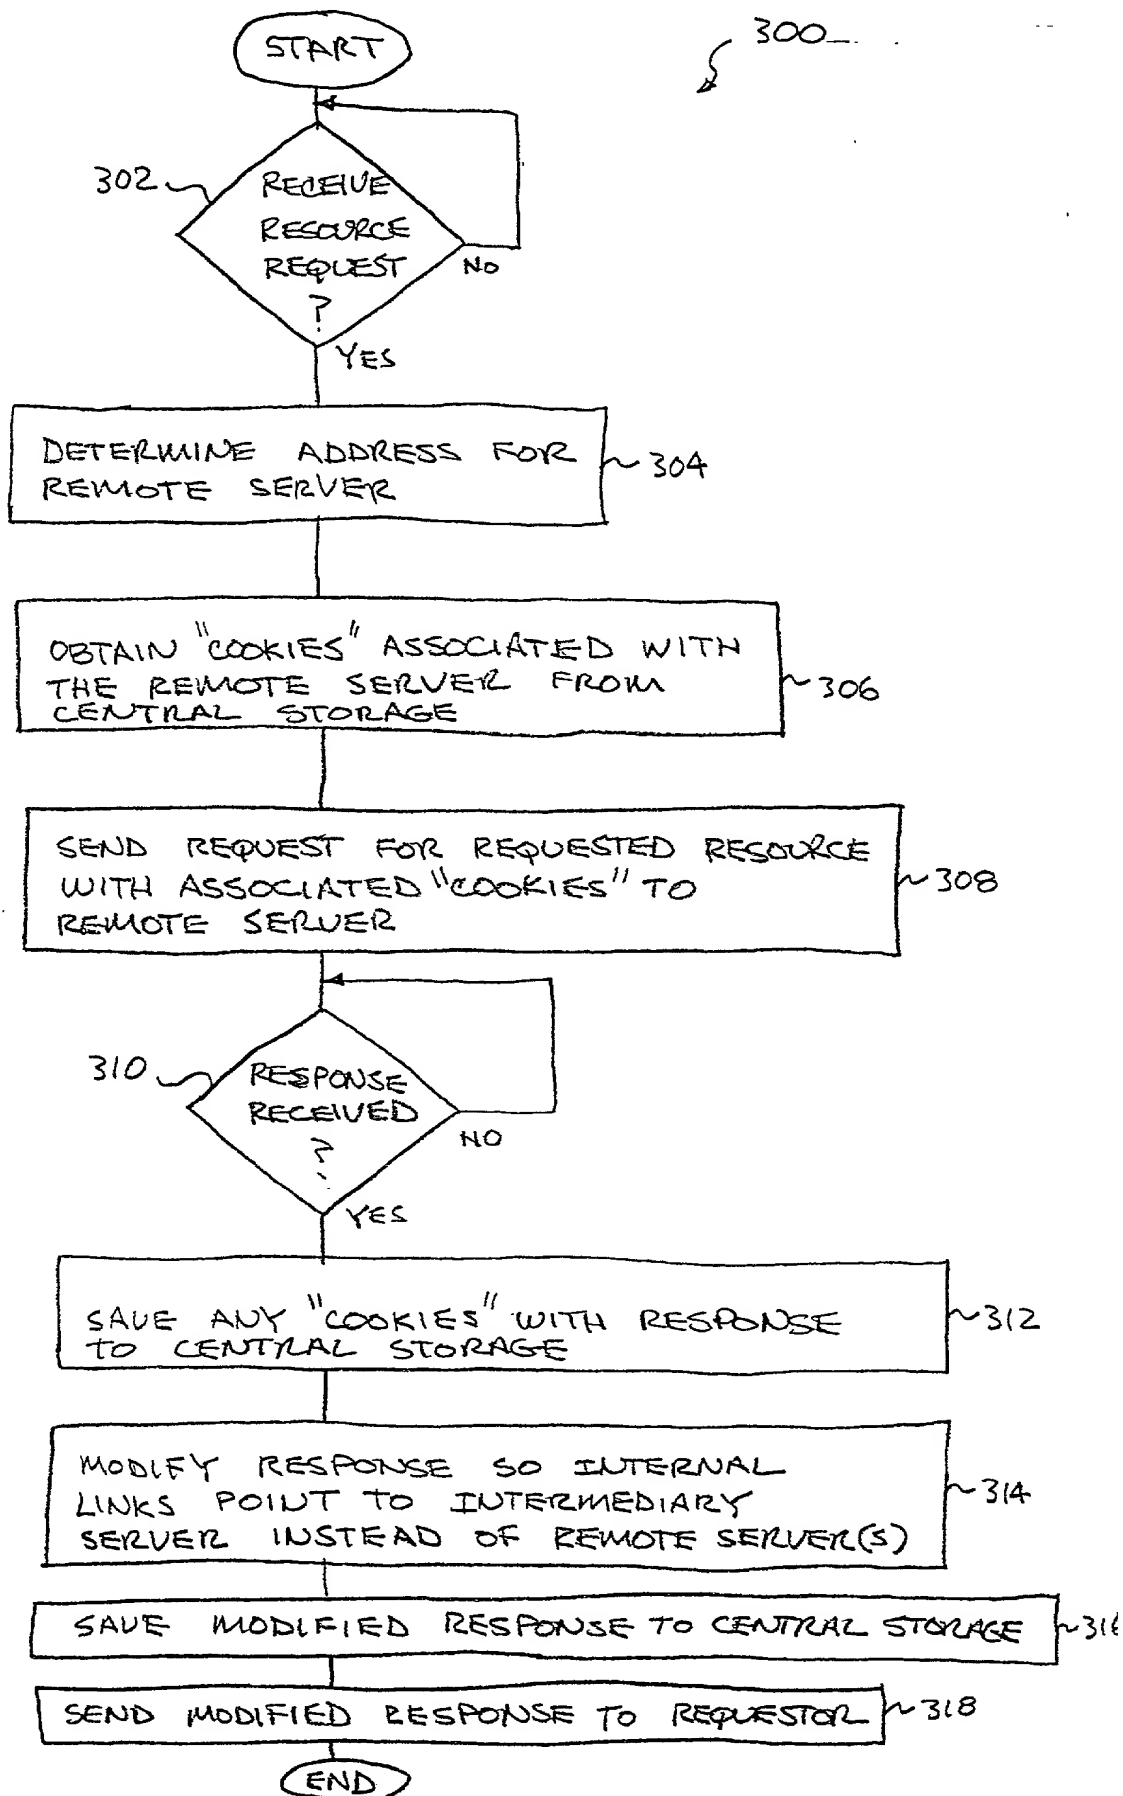 START
300
302
RECEIVE
RESOURCE
REQUEST
?
NO
YES
DETERMINE ADDRESS FOR
REMOTE SERVER
304
OBTAIN "COOKIES" ASSOCIATED WITH
THE REMOTE SERVER FROM
CENTRAL STORAGE
306
SEND REQUEST FOR REQUESTED RESOURCE
WITH ASSOCIATED "COOKIES" TO
REMOTE SERVER
308
310
RESPONSE
RECEIVED
?
NO
YES
SAVE ANY "COOKIES" WITH RESPONSE
TO CENTRAL STORAGE
312
MODIFY RESPONSE SO INTERNAL
LINKS POINT TO INTERMEDIARY
SERVER INSTEAD OF REMOTE SERVER(S)
314
SAVE MODIFIED RESPONSE TO CENTRAL STORAGE
316
SEND MODIFIED RESPONSE TO REQUESTOR
318
END